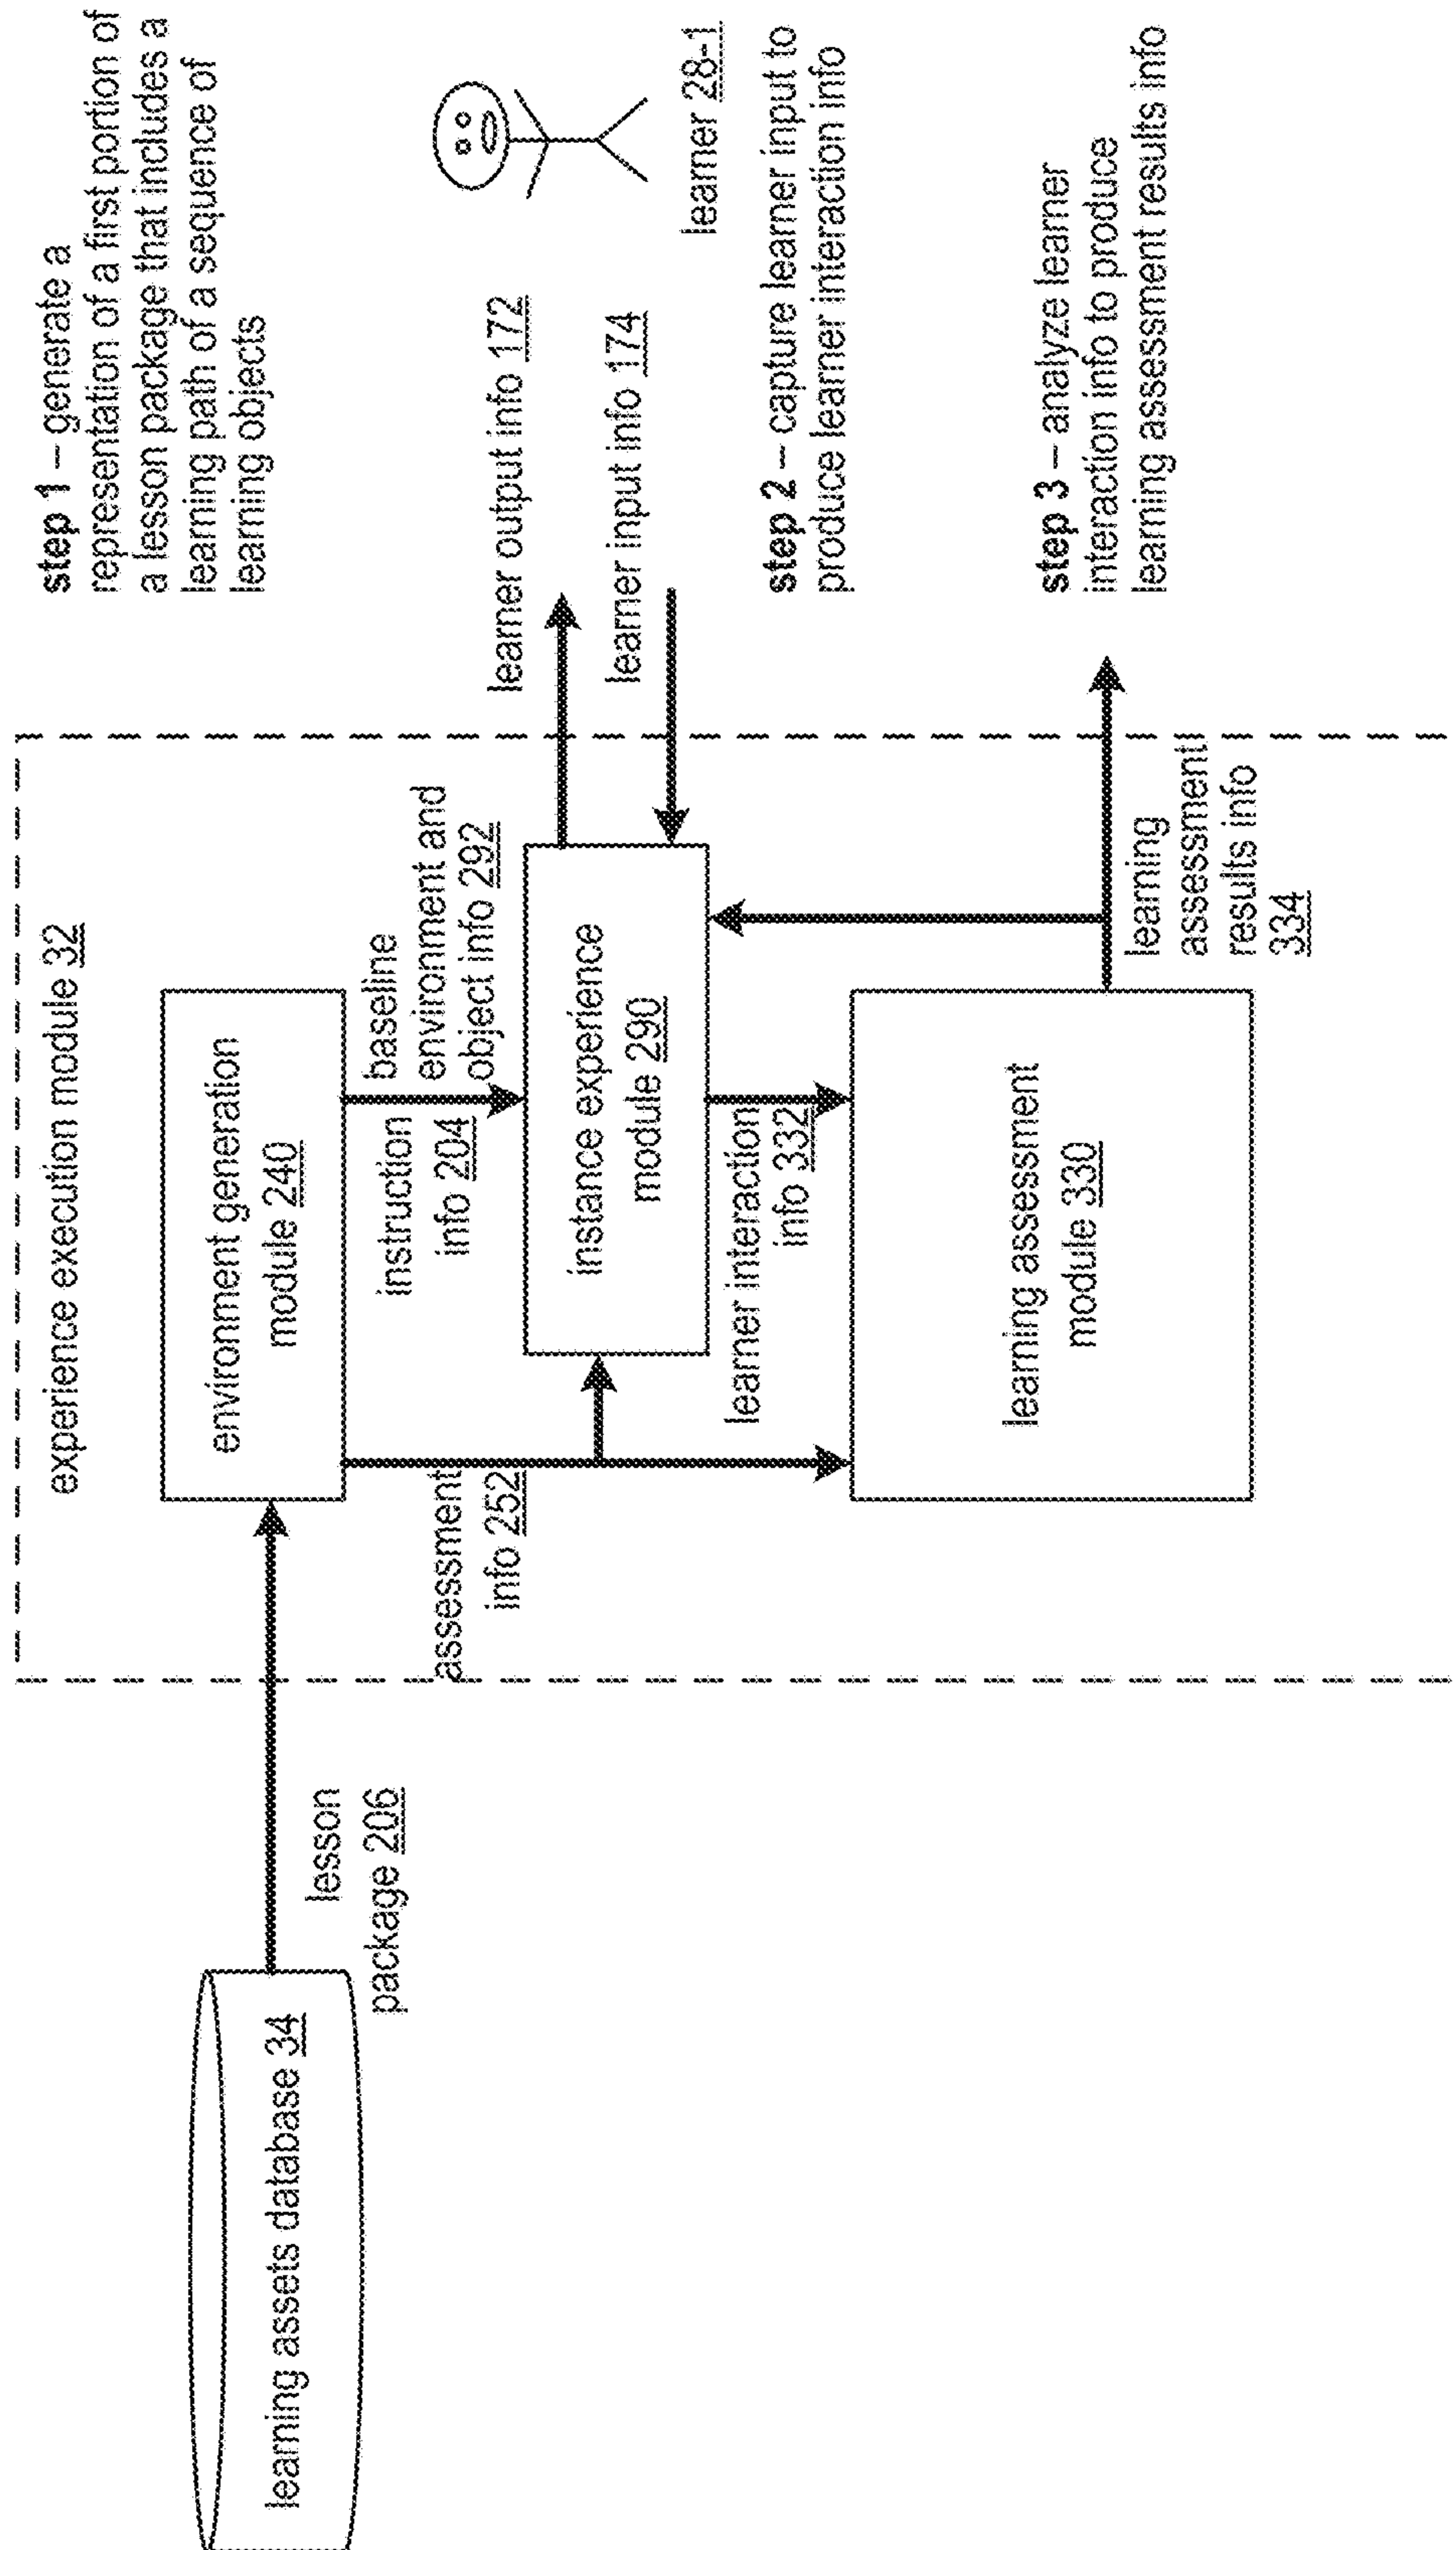 learning assets database 34
lesson
package 206
experience execution module 32
environment generation
module 240
assessment
info 252
instruction
info 204
baseline
environment and
object info 292
instance experience
module 290
learner interaction
info 332
learning assessment
module 330
learning
assessment
results info
334
step 1 – generate a
representation of a first portion of
a lesson package that includes a
learning path of a sequence of
learning objects
learner output info 172
learner input info 174
learner 28-1
step 2 – capture learner input to
produce learner interaction info
step 3 – analyze learner
interaction info to produce
learning assessment results info